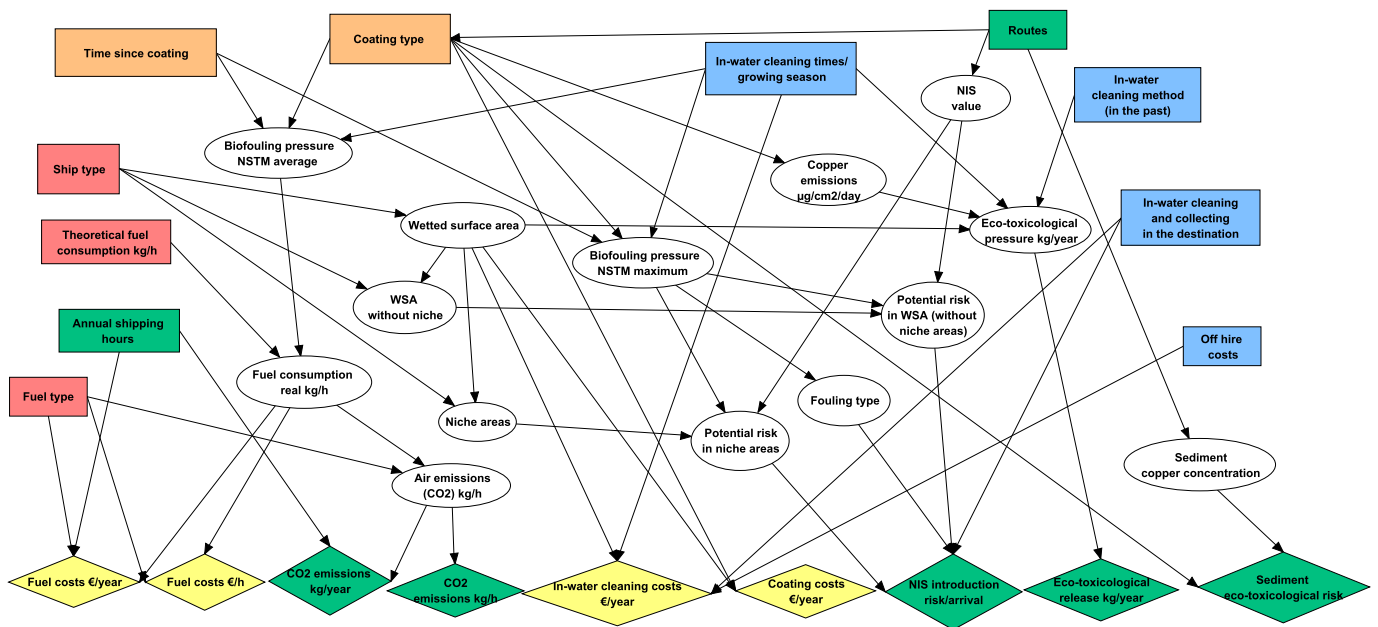 Time since coating
Coating type
Routes
In-water cleaning times/
growing season
NIS
value
In-water
cleaning method
(in the past)
Biofouling pressure
NSTM average
Ship type
Copper
emissions
µg/cm2/day
In-water cleaning
and collecting
in the destination
Theoretical fuel
consumption kg/h
Wetted surface area
Eco-toxicological
pressure kg/year
Biofouling pressure
NSTM maximum
WSA
without niche
Potential risk
in WSA (without
niche areas)
Annual shipping
hours
Off hire
costs
Fuel consumption
real kg/h
Fuel type
Niche areas
Fouling type
Potential risk
in niche areas
Sediment
copper concentration
Air emissions
(CO2) kg/h
Fuel costs €/year
Fuel costs €/h
CO2 emissions
kg/year
CO2
emissions kg/h
In-water cleaning costs
€/year
Coating costs
€/year
NIS introduction
risk/arrival
Eco-toxicological
release kg/year
Sediment
eco-toxicological risk